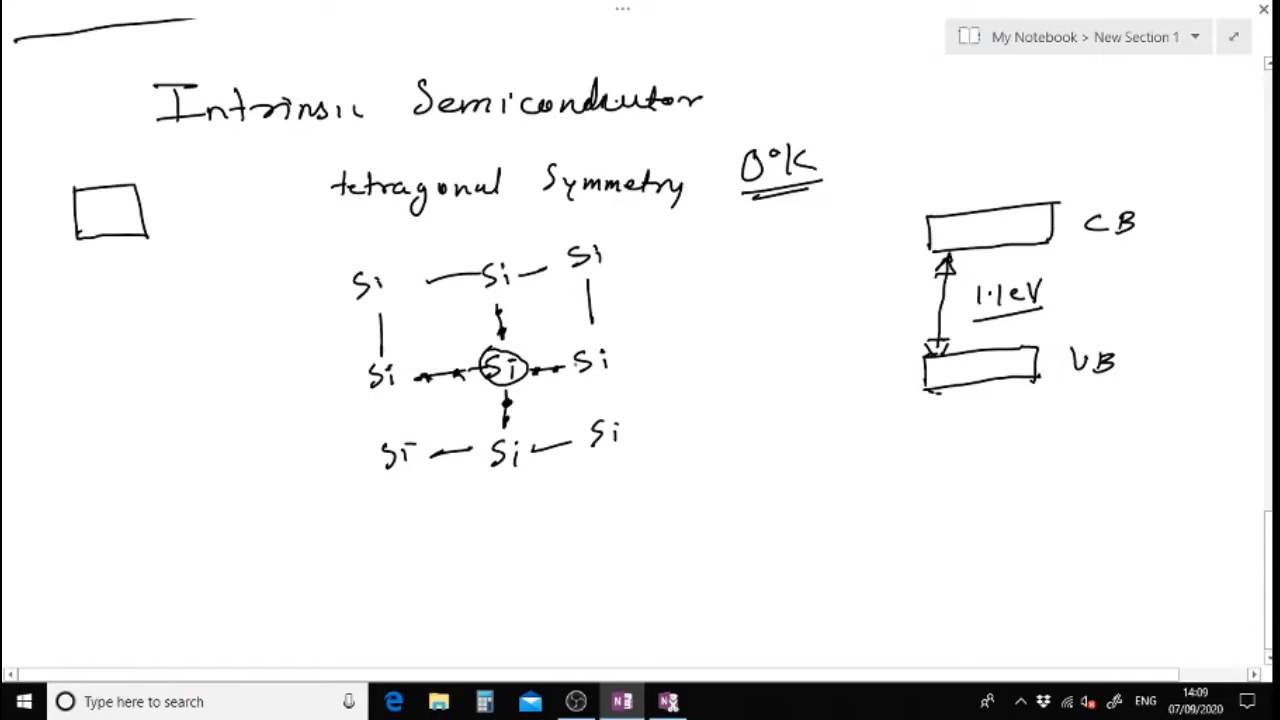 My Notebook > New Section 1
Intrinsic Semiconductor
tetragonal Symmetry 0°K
Si Si Si
Si Si Si
Si Si Si
CB
1.1eV
VB
Type here to search
ENG
14:09
07/09/2020